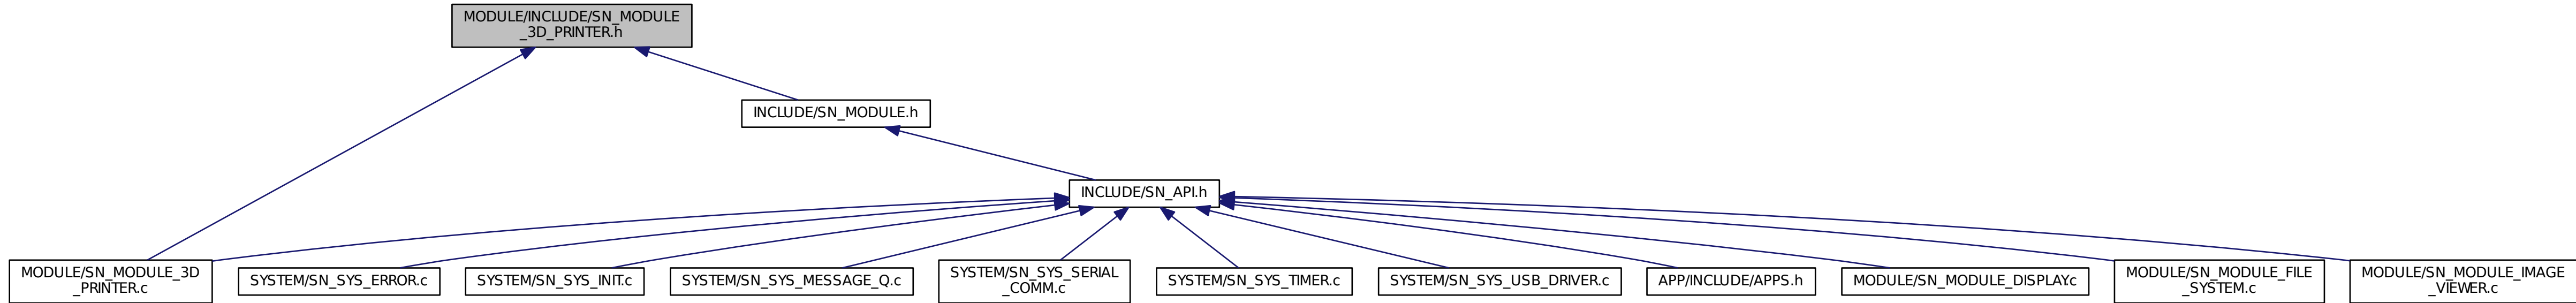 MODULE/INCLUDE/SN_MODULE
_3D_PRINTER.h
INCLUDE/SN_MODULE.h
INCLUDE/SN_API.h
MODULE/SN_MODULE_3D
_PRINTER.c
SYSTEM/SN_SYS_ERROR.c
SYSTEM/SN_SYS_INIT.c
SYSTEM/SN_SYS_MESSAGE_Q.c
SYSTEM/SN_SYS_SERIAL
_COMM.c
SYSTEM/SN_SYS_TIMER.c
SYSTEM/SN_SYS_USB_DRIVER.c
APP/INCLUDE/APPS.h
MODULE/SN_MODULE_DISPLAY.c
MODULE/SN_MODULE_FILE
_SYSTEM.c
MODULE/SN_MODULE_IMAGE
_VIEWER.c